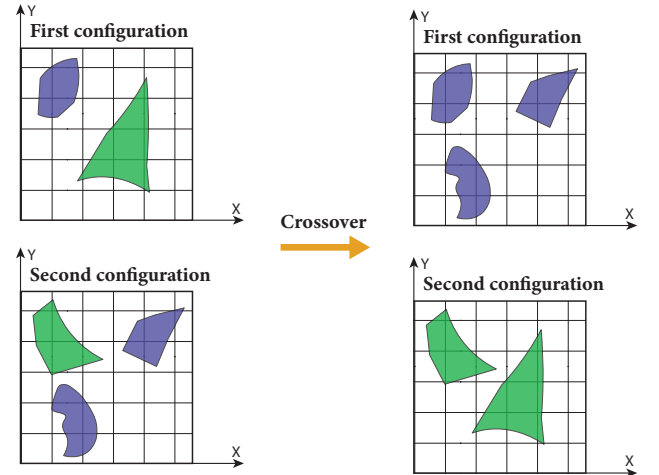 Y
First configuration
X
Y
Second configuration
X
Crossover
Y
First configuration
X
Y
Second configuration
X